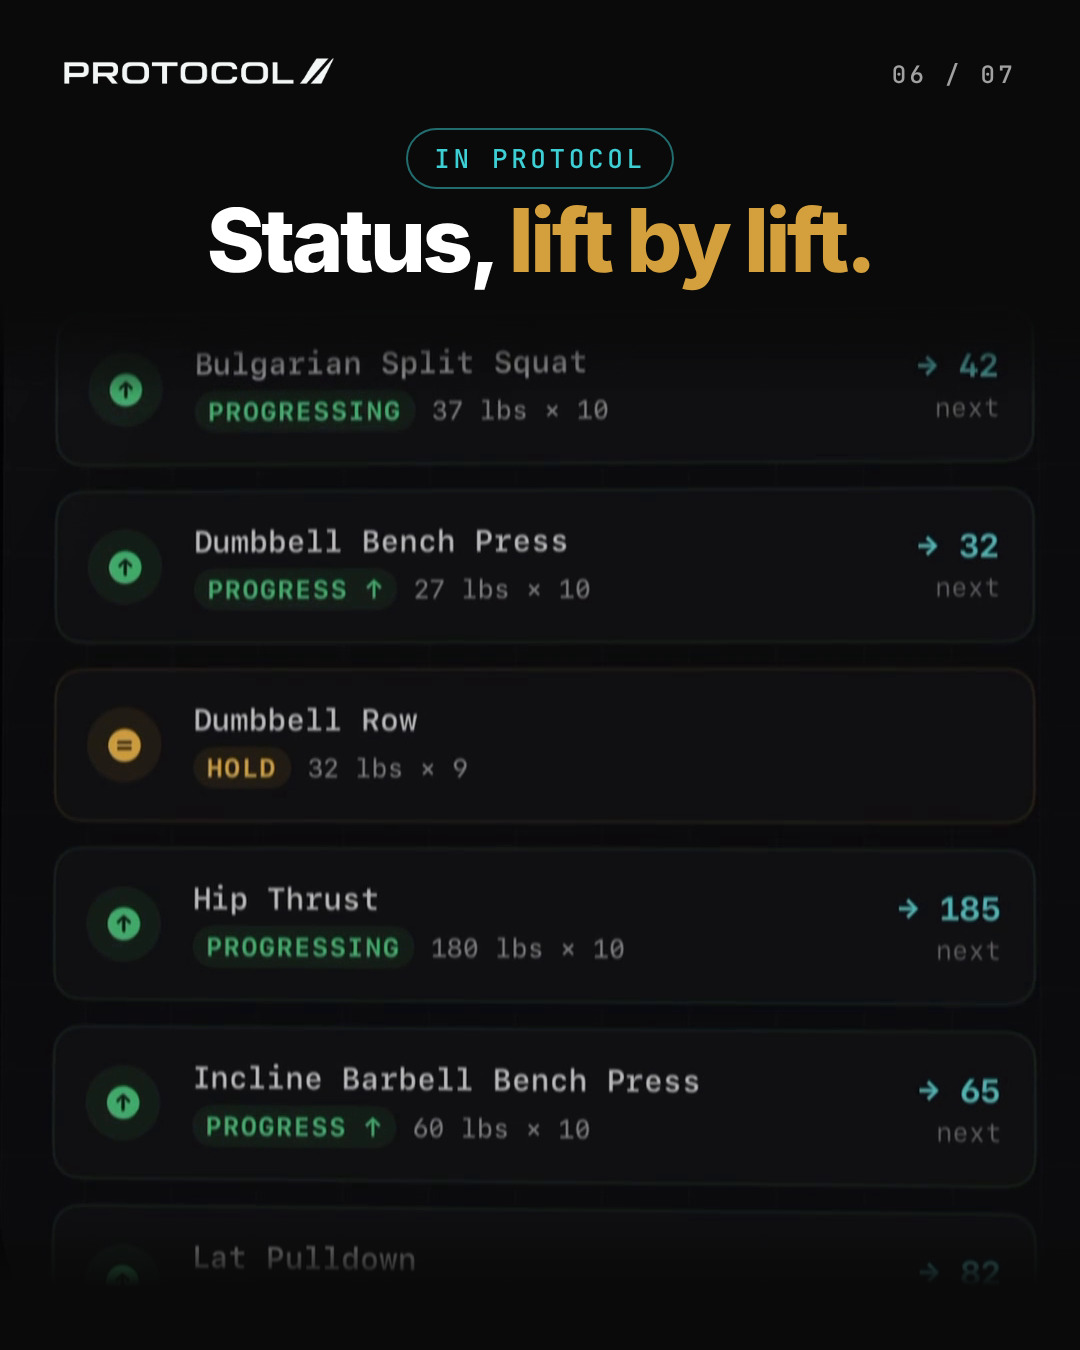 PROTOCOL
06 / 07
IN PROTOCOL
Status, lift by lift.
Bulgarian Split Squat
→ 42
PROGRESSING 37 lbs × 10
next
Dumbbell Bench Press
→ 32
PROGRESS ↑ 27 lbs × 10
next
Dumbbell Row
HOLD 32 lbs × 9
Hip Thrust
→ 185
PROGRESSING 180 lbs × 10
next
Incline Barbell Bench Press
→ 65
PROGRESS ↑ 60 lbs × 10
next
Lat Pulldown
→ 82